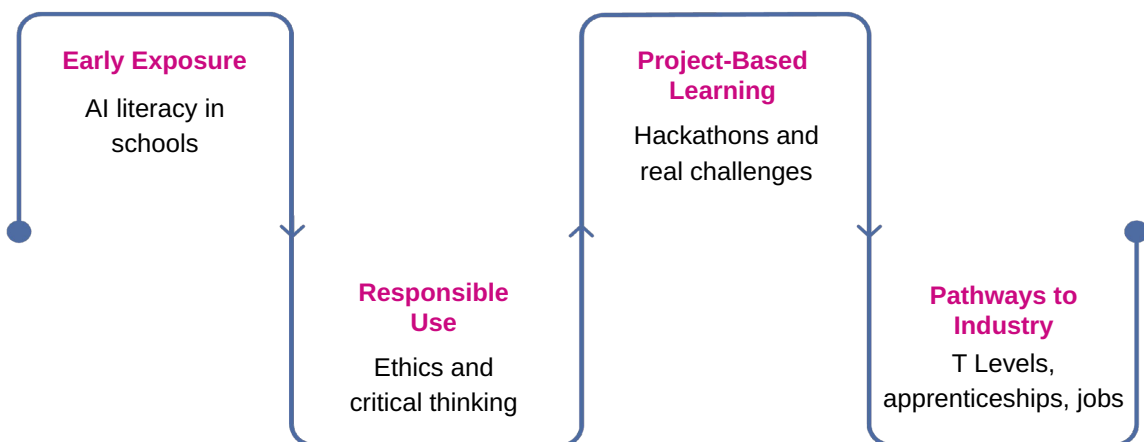 Early Exposure
AI literacy in
schools
Responsible
Use
Ethics and
critical thinking
Project-Based
Learning
Hackathons and
real challenges
Pathways to
Industry
T Levels,
apprenticeships, jobs